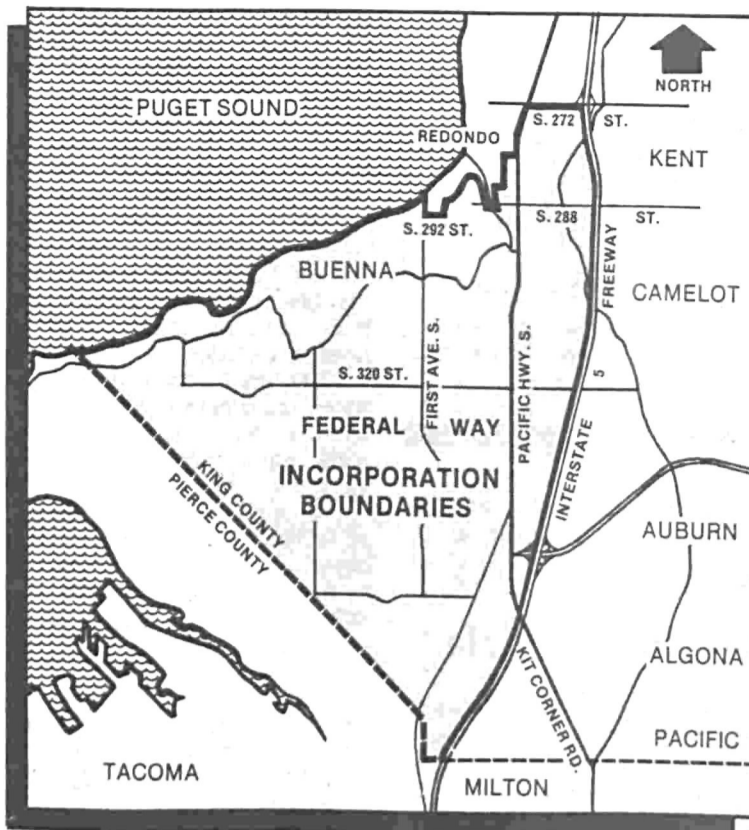 PUGET SOUND
NORTH
S. 272 ST.
REDONDO
KENT
S. 292 ST.
S. 288 ST.
BUENNA
FREEWAY
CAMELOT
FIRST AVE. S.
PACIFIC HWY. S.
S. 320 ST.
5
FEDERAL WAY
INCORPORATION
BOUNDARIES
INTERSTATE
KING COUNTY
PIERCE COUNTY
AUBURN
ALGONA
KIT CORNER RD.
PACIFIC
TACOMA
MILTON